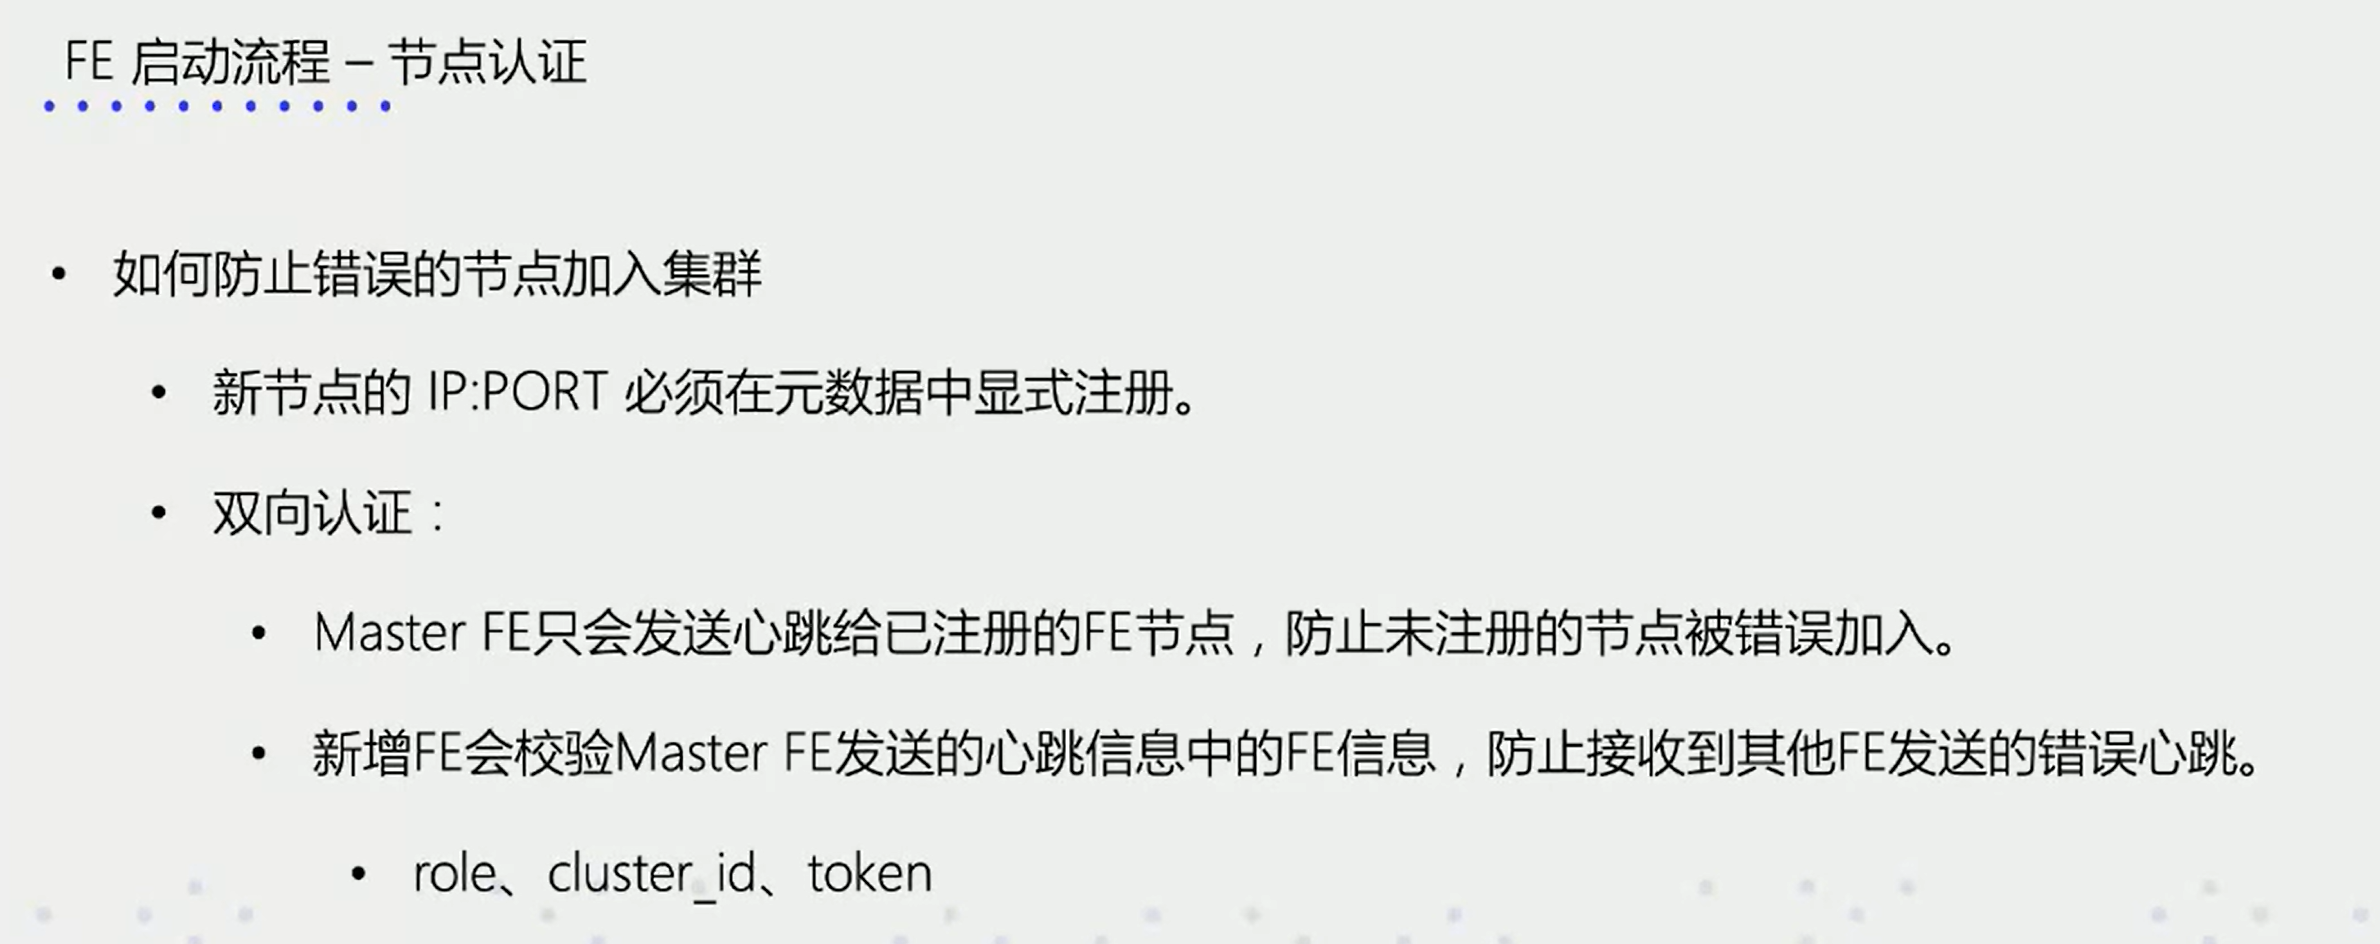 FE 启动流程 – 节点认证
• 如何防止错误的节点加入集群
• 新节点的 IP:PORT 必须在元数据中显式注册。
• 双向认证：
• Master FE只会发送心跳给已注册的FE节点，防止未注册的节点被错误加入。
• 新增FE会校验Master FE发送的心跳信息中的FE信息，防止接收到其他FE发送的错误心跳。
• role、cluster_id、token